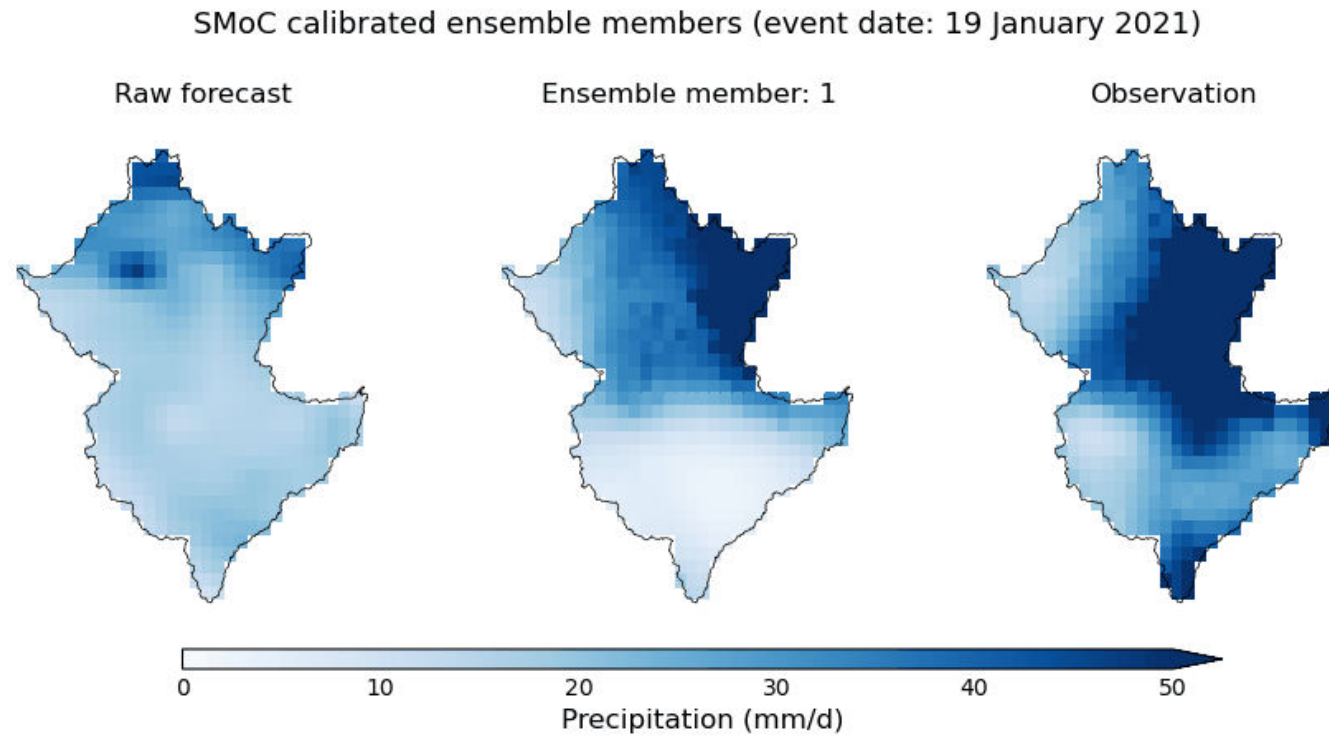 SMoC calibrated ensemble members (event date: 19 January 2021)
Raw forecast
Ensemble member: 1
Observation
0 10 20 30 40 50
Precipitation (mm/d)